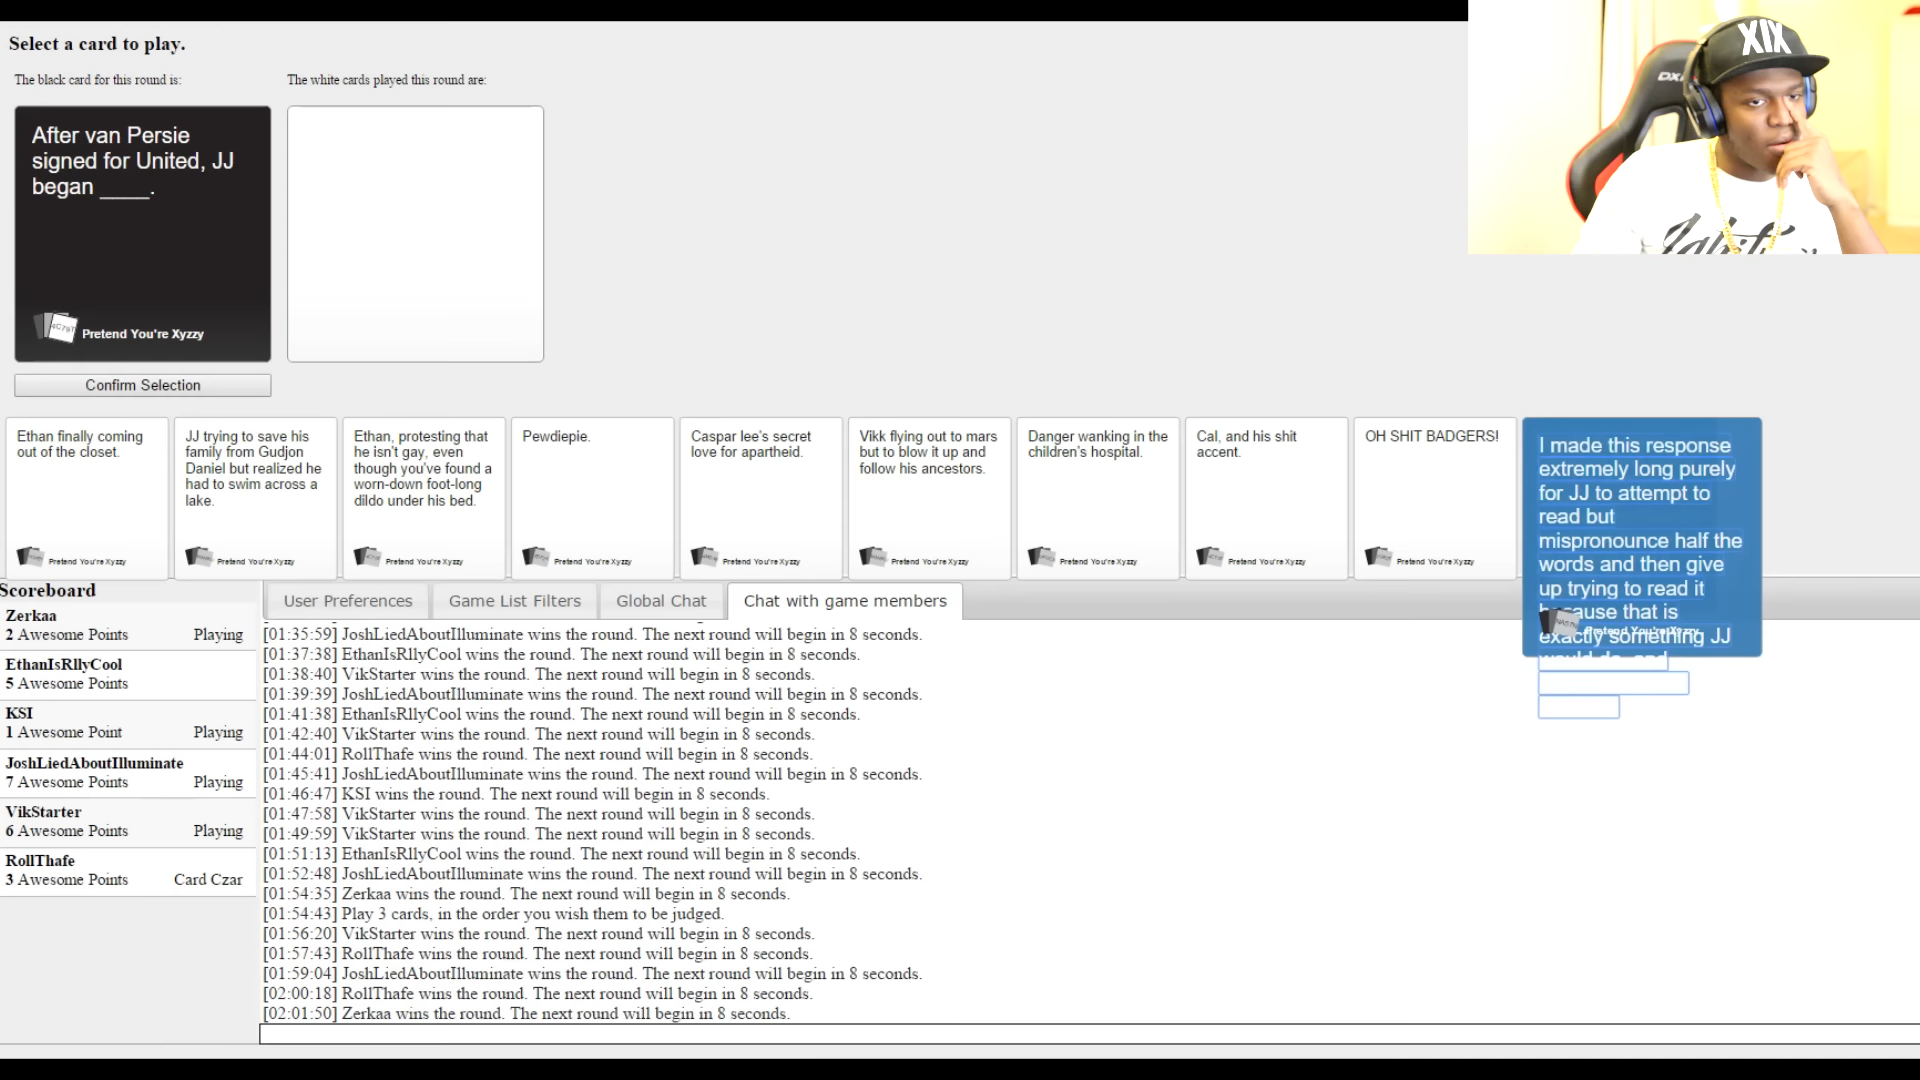 Select a card to play.
The black card for this round is:
The white cards played this round are:
After van Persie
signed for United, JJ
began ____.
Pretend You're Xyzzy
Confirm Selection
Ethan finally coming
out of the closet.
Pretend You're Xyzzy
JJ trying to save his
family from Gudjon
Daniel but realized he
had to swim across a
lake.
Pretend You're Xyzzy
Ethan, protesting that
he isn't gay, even
though you've found a
worn-down foot-long
dildo under his bed.
Pretend You're Xyzzy
Pewdiepie.
Pretend You're Xyzzy
Caspar lee's secret
love for apartheid.
Pretend You're Xyzzy
Vikk flying out to mars
but to blow it up and
follow his ancestors.
Pretend You're Xyzzy
Danger wanking in the
children's hospital.
Pretend You're Xyzzy
Cal, and his shit
accent.
Pretend You're Xyzzy
OH SHIT BADGERS!
Pretend You're Xyzzy
I made this response
extremely long purely
for JJ to attempt to
read but
mispronounce half the
words and then give
up trying to read it
because that is
exactly something JJ
would do, and
Pretend You're Xyzzy
XIX
DX
Scoreboard
Zerkaa
2 Awesome Points Playing
EthanIsRllyCool
5 Awesome Points
KSI
1 Awesome Point Playing
JoshLiedAboutIlluminate
7 Awesome Points Playing
VikStarter
6 Awesome Points Playing
RollThafe
3 Awesome Points Card Czar
User Preferences
Game List Filters
Global Chat
Chat with game members
[01:35:59] JoshLiedAboutIlluminate wins the round. The next round will begin in 8 seconds.
[01:37:38] EthanIsRllyCool wins the round. The next round will begin in 8 seconds.
[01:38:40] VikStarter wins the round. The next round will begin in 8 seconds.
[01:39:39] JoshLiedAboutIlluminate wins the round. The next round will begin in 8 seconds.
[01:41:38] EthanIsRllyCool wins the round. The next round will begin in 8 seconds.
[01:42:40] VikStarter wins the round. The next round will begin in 8 seconds.
[01:44:01] RollThafe wins the round. The next round will begin in 8 seconds.
[01:45:41] JoshLiedAboutIlluminate wins the round. The next round will begin in 8 seconds.
[01:46:47] KSI wins the round. The next round will begin in 8 seconds.
[01:47:58] VikStarter wins the round. The next round will begin in 8 seconds.
[01:49:59] VikStarter wins the round. The next round will begin in 8 seconds.
[01:51:13] EthanIsRllyCool wins the round. The next round will begin in 8 seconds.
[01:52:48] JoshLiedAboutIlluminate wins the round. The next round will begin in 8 seconds.
[01:54:35] Zerkaa wins the round. The next round will begin in 8 seconds.
[01:54:43] Play 3 cards, in the order you wish them to be judged.
[01:56:20] VikStarter wins the round. The next round will begin in 8 seconds.
[01:57:43] RollThafe wins the round. The next round will begin in 8 seconds.
[01:59:04] JoshLiedAboutIlluminate wins the round. The next round will begin in 8 seconds.
[02:00:18] RollThafe wins the round. The next round will begin in 8 seconds.
[02:01:50] Zerkaa wins the round. The next round will begin in 8 seconds.